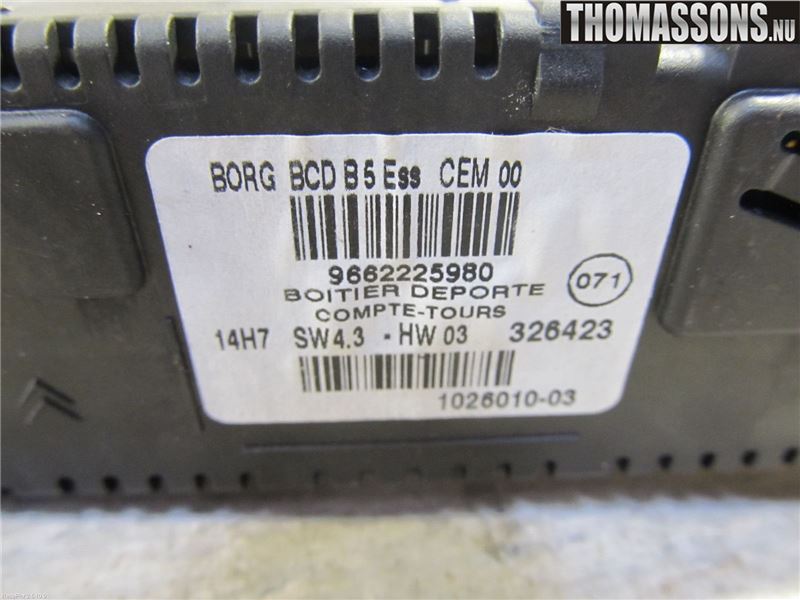 THOMASSONS.NU
BORG BCD B5 Ess CEM 00
9662225980
BOITIER DEPORTE
COMPTE-TOURS
071
14H7 SW4.3 - HW 03 326423
1026010-03